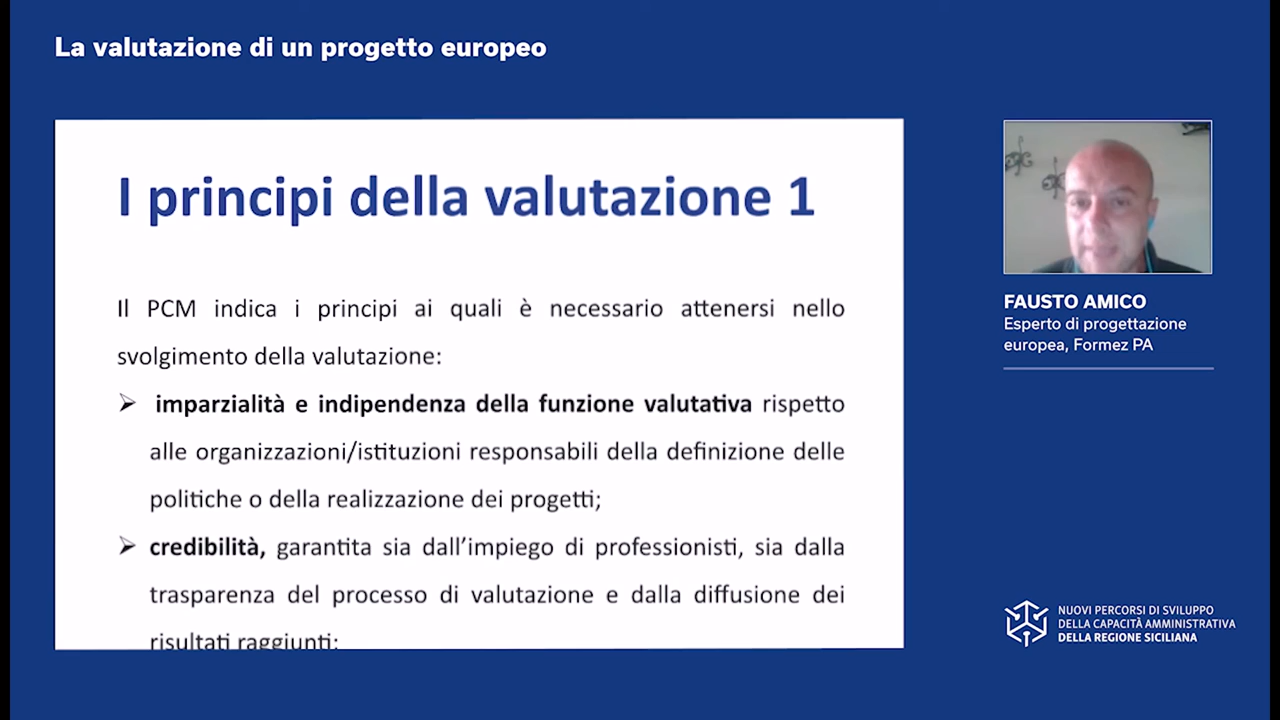 La valutazione di un progetto europeo
I principi della valutazione 1
Il PCM indica i principi ai quali è necessario attenersi nello
svolgimento della valutazione:
➢ imparzialità e indipendenza della funzione valutativa rispetto
alle organizzazioni/istituzioni responsabili della definizione delle
politiche o della realizzazione dei progetti;
➢ credibilità, garantita sia dall’impiego di professionisti, sia dalla
trasparenza del processo di valutazione e dalla diffusione dei
risultati raggiunti:
FAUSTO AMICO
Esperto di progettazione
europea, Formez PA
NUOVI PERCORSI DI SVILUPPO
DELLA CAPACITÀ AMMINISTRATIVA
DELLA REGIONE SICILIANA